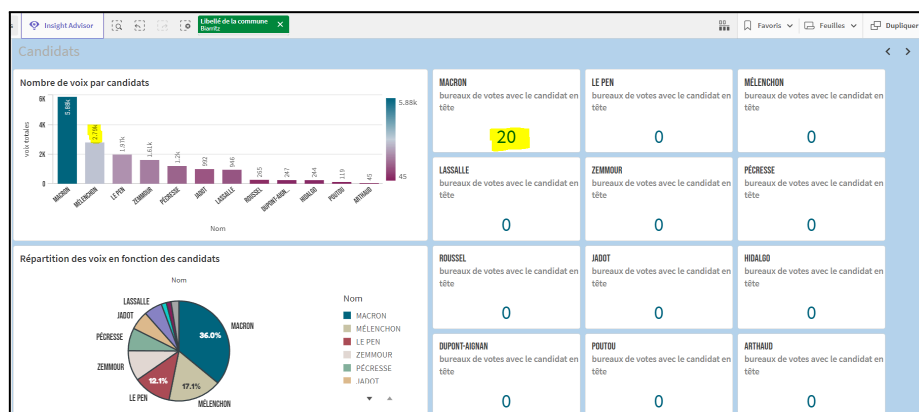 s
Insight Advisor
Libellé de la commune
Biarritz
Favoris
Feuilles
Dupliquer
Candidats
Nombre de voix par candidats
voix totales
6K
4K
2K
0
5.88k
2.79k
1.97k
1.61k
1.2k
992
946
265
247
244
119
45
MACRON
MÉLENCHON
LE PEN
ZEMMOUR
PÉCRESSE
JADOT
LASSALLE
ROUSSEL
DUPONT-AIGN...
HIDALGO
POUTOU
ARTHAUD
Nom
5.88k
45
MACRON
bureaux de votes avec le candidat en
tête
20
LE PEN
bureaux de votes avec le candidat en
tête
0
MÉLENCHON
bureaux de votes avec le candidat en
tête
0
LASSALLE
bureaux de votes avec le candidat en
tête
0
ZEMMOUR
bureaux de votes avec le candidat en
tête
0
PÉCRESSE
bureaux de votes avec le candidat en
tête
0
Répartition des voix en fonction des candidats
Nom
LASSALLE
JADOT
PÉCRESSE
ZEMMOUR
LE PEN
MÉLENCHON
MACRON
36.0%
17.1%
12.1%
Nom
MACRON
MÉLENCHON
LE PEN
ZEMMOUR
PÉCRESSE
JADOT
ROUSSEL
bureaux de votes avec le candidat en
tête
0
JADOT
bureaux de votes avec le candidat en
tête
0
HIDALGO
bureaux de votes avec le candidat en
tête
0
DUPONT-AIGNAN
bureaux de votes avec le candidat en
tête
0
POUTOU
bureaux de votes avec le candidat en
tête
0
ARTHAUD
bureaux de votes avec le candidat en
tête
0